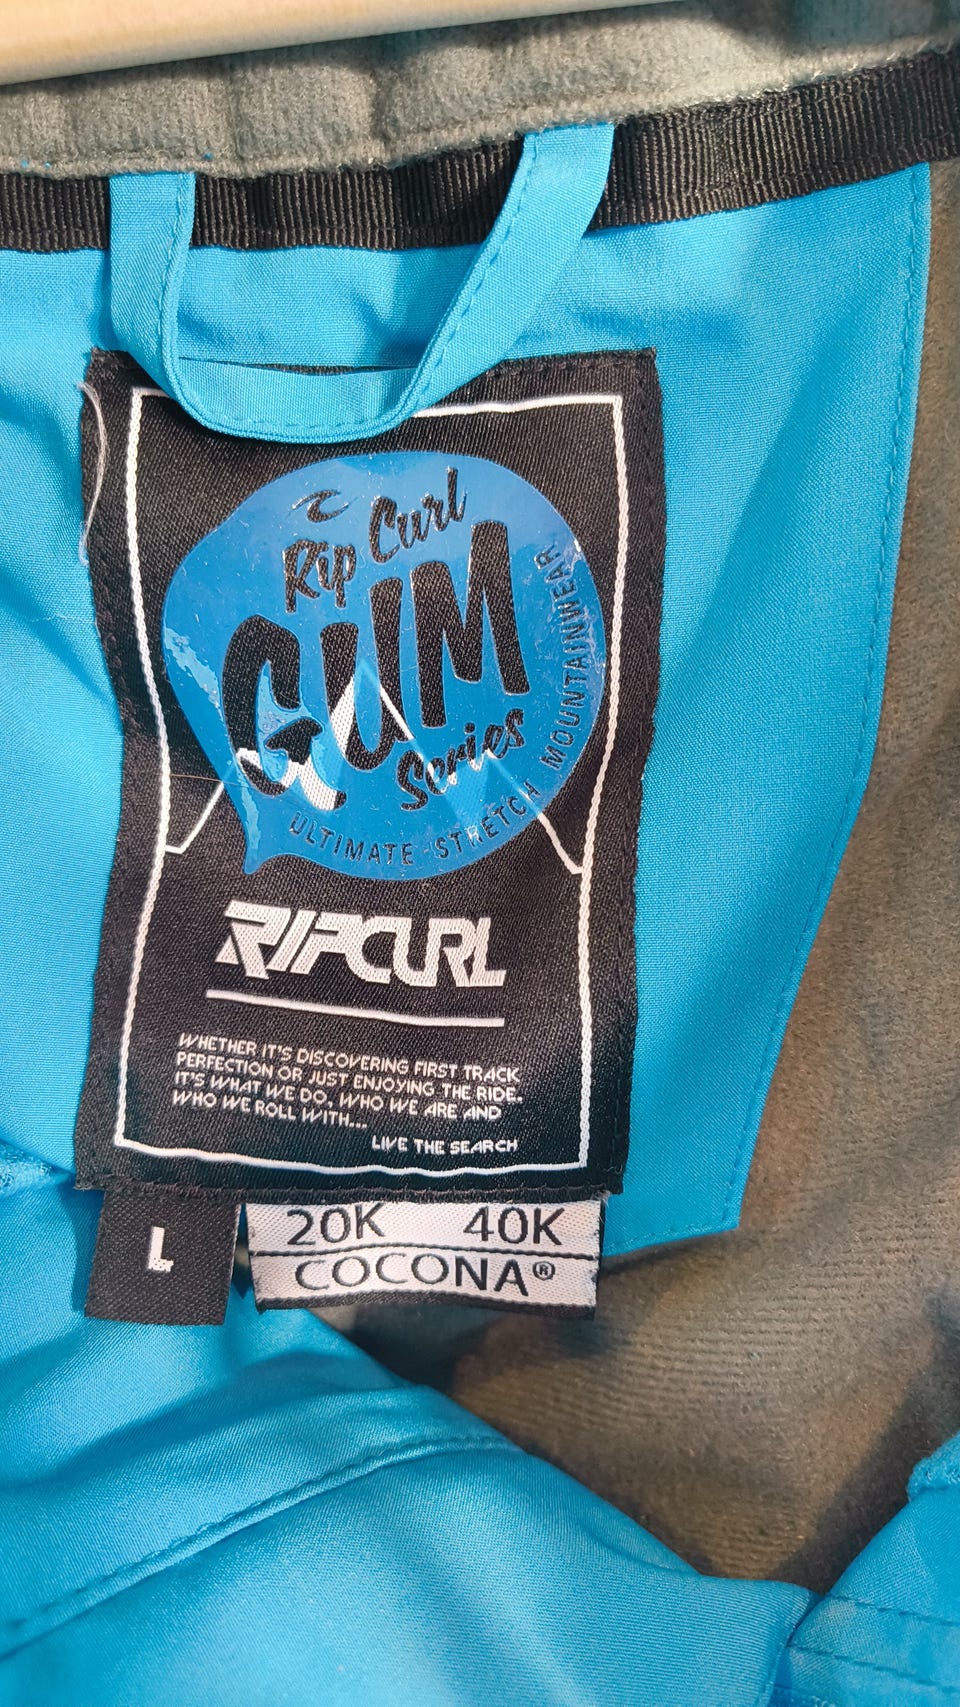 Rip Curl
GUM
Series
ULTIMATE STRETCH MOUNTAINWEAR
RIPCURL
WHETHER IT'S DISCOVERING FIRST TRACK
PERFECTION OR JUST ENJOYING THE RIDE.
IT'S WHAT WE DO, WHO WE ARE AND
WHO WE ROLL WITH...
LIVE THE SEARCH
L
20K 40K
COCONA®